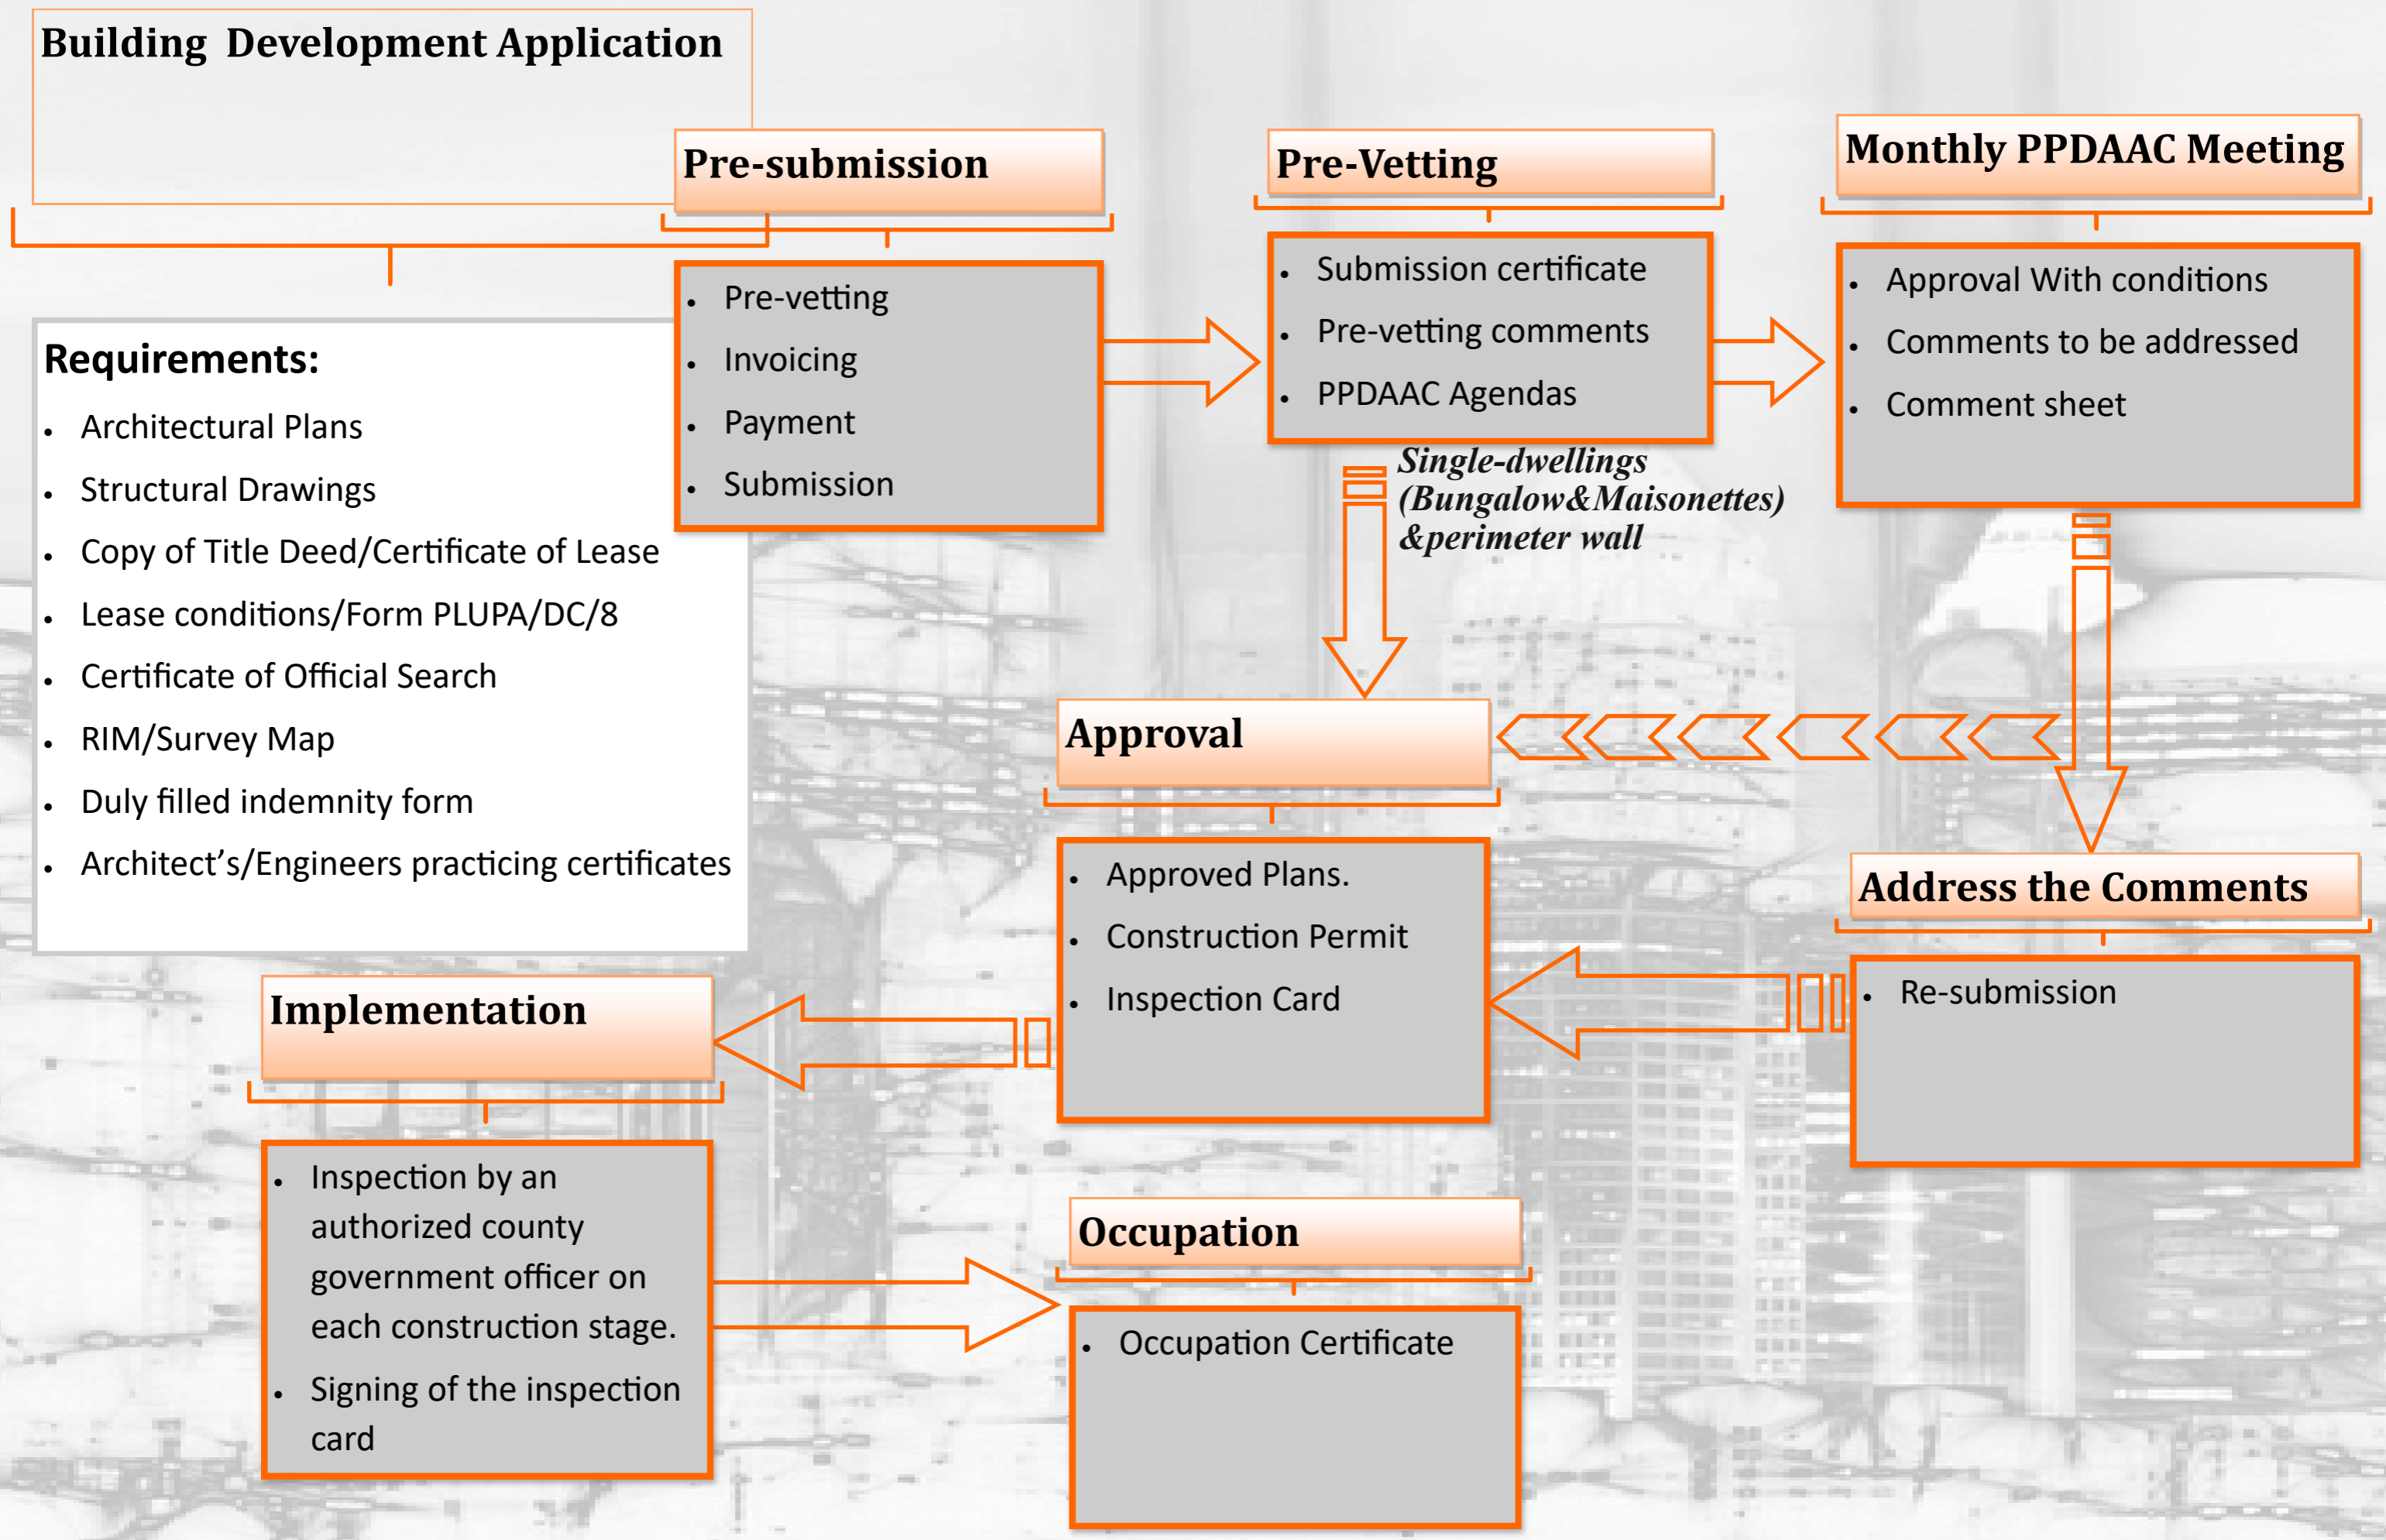 Building  Development Application
Requirements:
• Architectural Plans
• Structural Drawings
• Copy of Title Deed/Certificate of Lease
• Lease conditions/Form PLUPA/DC/8
• Certificate of Official Search
• RIM/Survey Map
• Duly filled indemnity form
• Architect's/Engineers practicing certificates
Pre-submission
• Pre-vetting
• Invoicing
• Payment
• Submission
Pre-Vetting
• Submission certificate
• Pre-vetting comments
• PPDAAC Agendas
Single-dwellings
(Bungalow&Maisonettes)
&perimeter wall
Monthly PPDAAC Meeting
• Approval With conditions
• Comments to be addressed
• Comment sheet
Address the Comments
• Re-submission
Approval
• Approved Plans.
• Construction Permit
• Inspection Card
Implementation
• Inspection by an
authorized county
government officer on
each construction stage.
• Signing of the inspection
card
Occupation
• Occupation Certificate